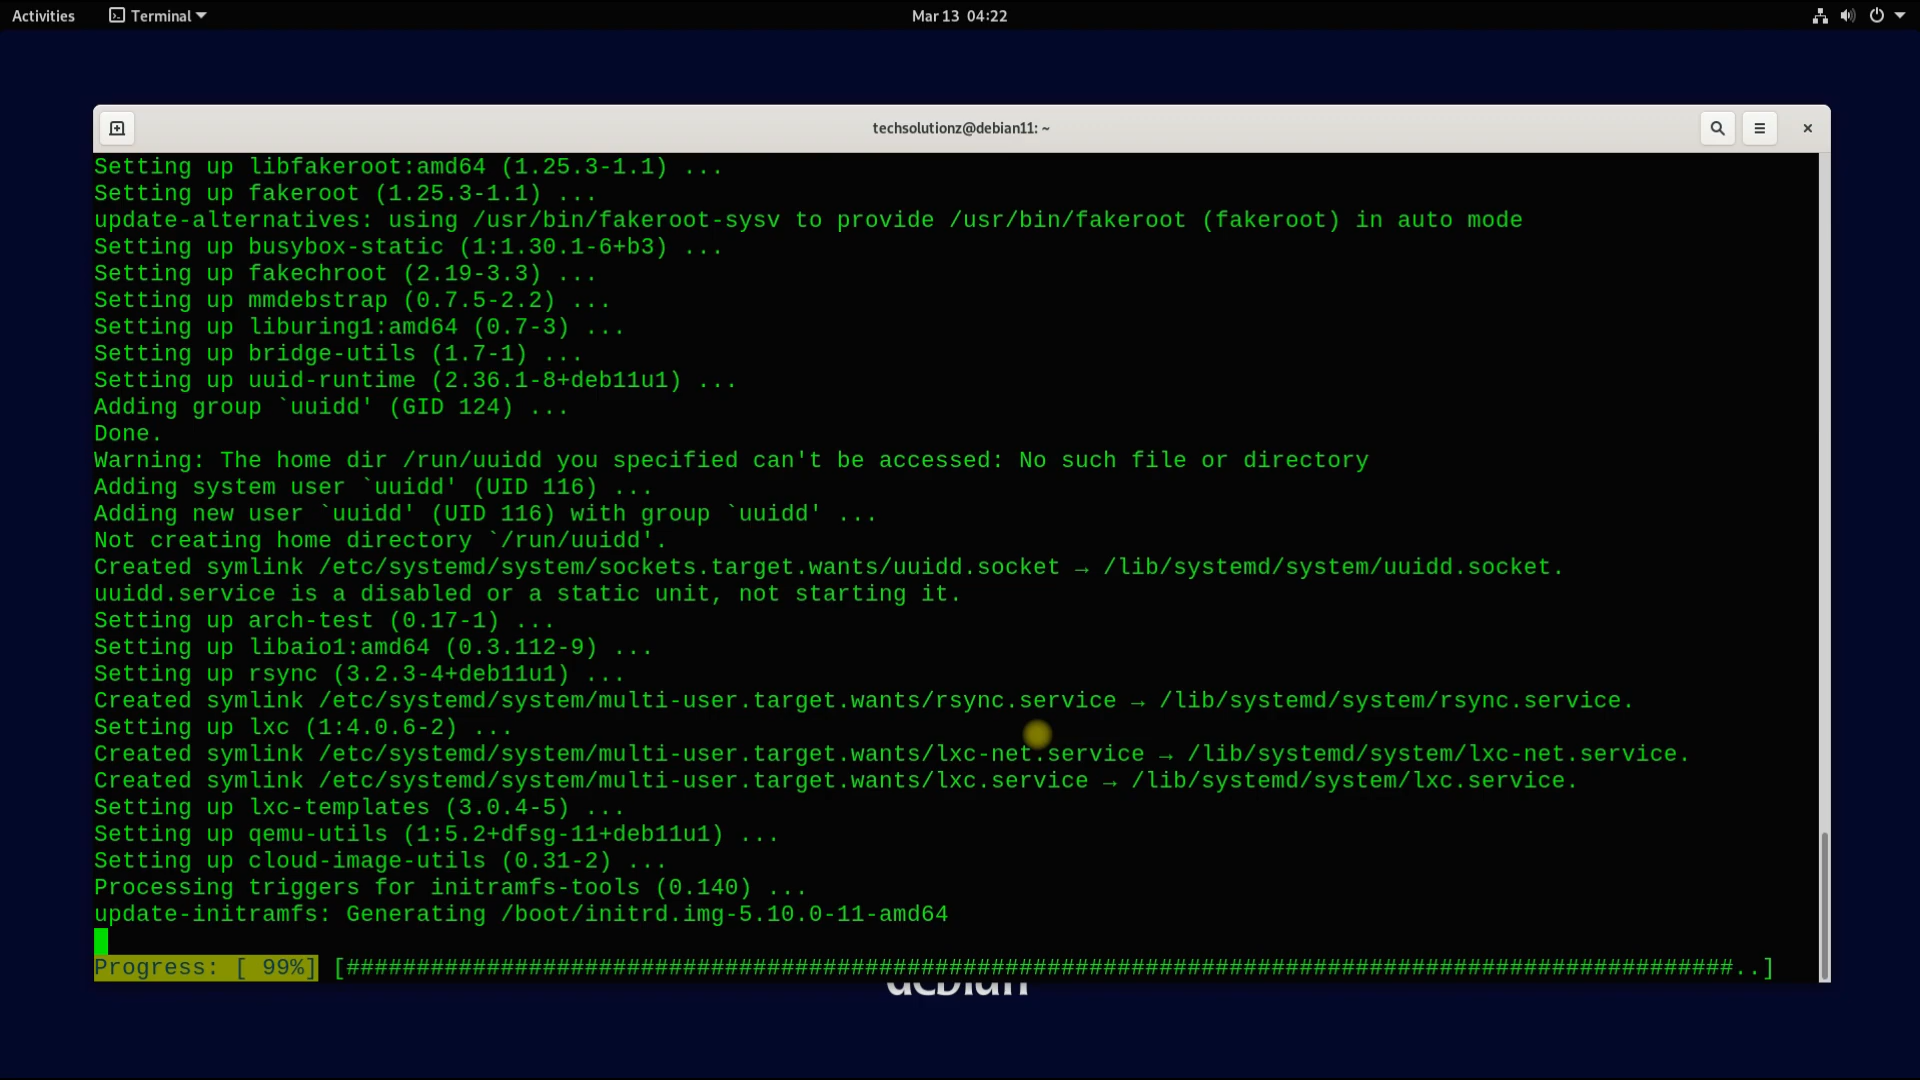 Activities
Terminal
Mar 13 04:22
techsolutionz@debian11: ~
Setting up libfakeroot:amd64 (1.25.3-1.1) ...
Setting up fakeroot (1.25.3-1.1) ...
update-alternatives: using /usr/bin/fakeroot-sysv to provide /usr/bin/fakeroot (fakeroot) in auto mode
Setting up busybox-static (1:1.30.1-6+b3) ...
Setting up fakechroot (2.19-3.3) ...
Setting up mmdebstrap (0.7.5-2.2) ...
Setting up liburing1:amd64 (0.7-3) ...
Setting up bridge-utils (1.7-1) ...
Setting up uuid-runtime (2.36.1-8+deb11u1) ...
Adding group `uuidd' (GID 124) ...
Done.
Warning: The home dir /run/uuidd you specified can't be accessed: No such file or directory
Adding system user `uuidd' (UID 116) ...
Adding new user `uuidd' (UID 116) with group `uuidd' ...
Not creating home directory `/run/uuidd'.
Created symlink /etc/systemd/system/sockets.target.wants/uuidd.socket → /lib/systemd/system/uuidd.socket.
uuidd.service is a disabled or a static unit, not starting it.
Setting up arch-test (0.17-1) ...
Setting up libaio1:amd64 (0.3.112-9) ...
Setting up rsync (3.2.3-4+deb11u1) ...
Created symlink /etc/systemd/system/multi-user.target.wants/rsync.service → /lib/systemd/system/rsync.service.
Setting up lxc (1:4.0.6-2) ...
Created symlink /etc/systemd/system/multi-user.target.wants/lxc-net.service → /lib/systemd/system/lxc-net.service.
Created symlink /etc/systemd/system/multi-user.target.wants/lxc.service → /lib/systemd/system/lxc.service.
Setting up lxc-templates (3.0.4-5) ...
Setting up qemu-utils (1:5.2+dfsg-11+deb11u1) ...
Setting up cloud-image-utils (0.31-2) ...
Processing triggers for initramfs-tools (0.140) ...
update-initramfs: Generating /boot/initrd.img-5.10.0-11-amd64
Progress: [ 99%] [###################################################################################################..]
debian